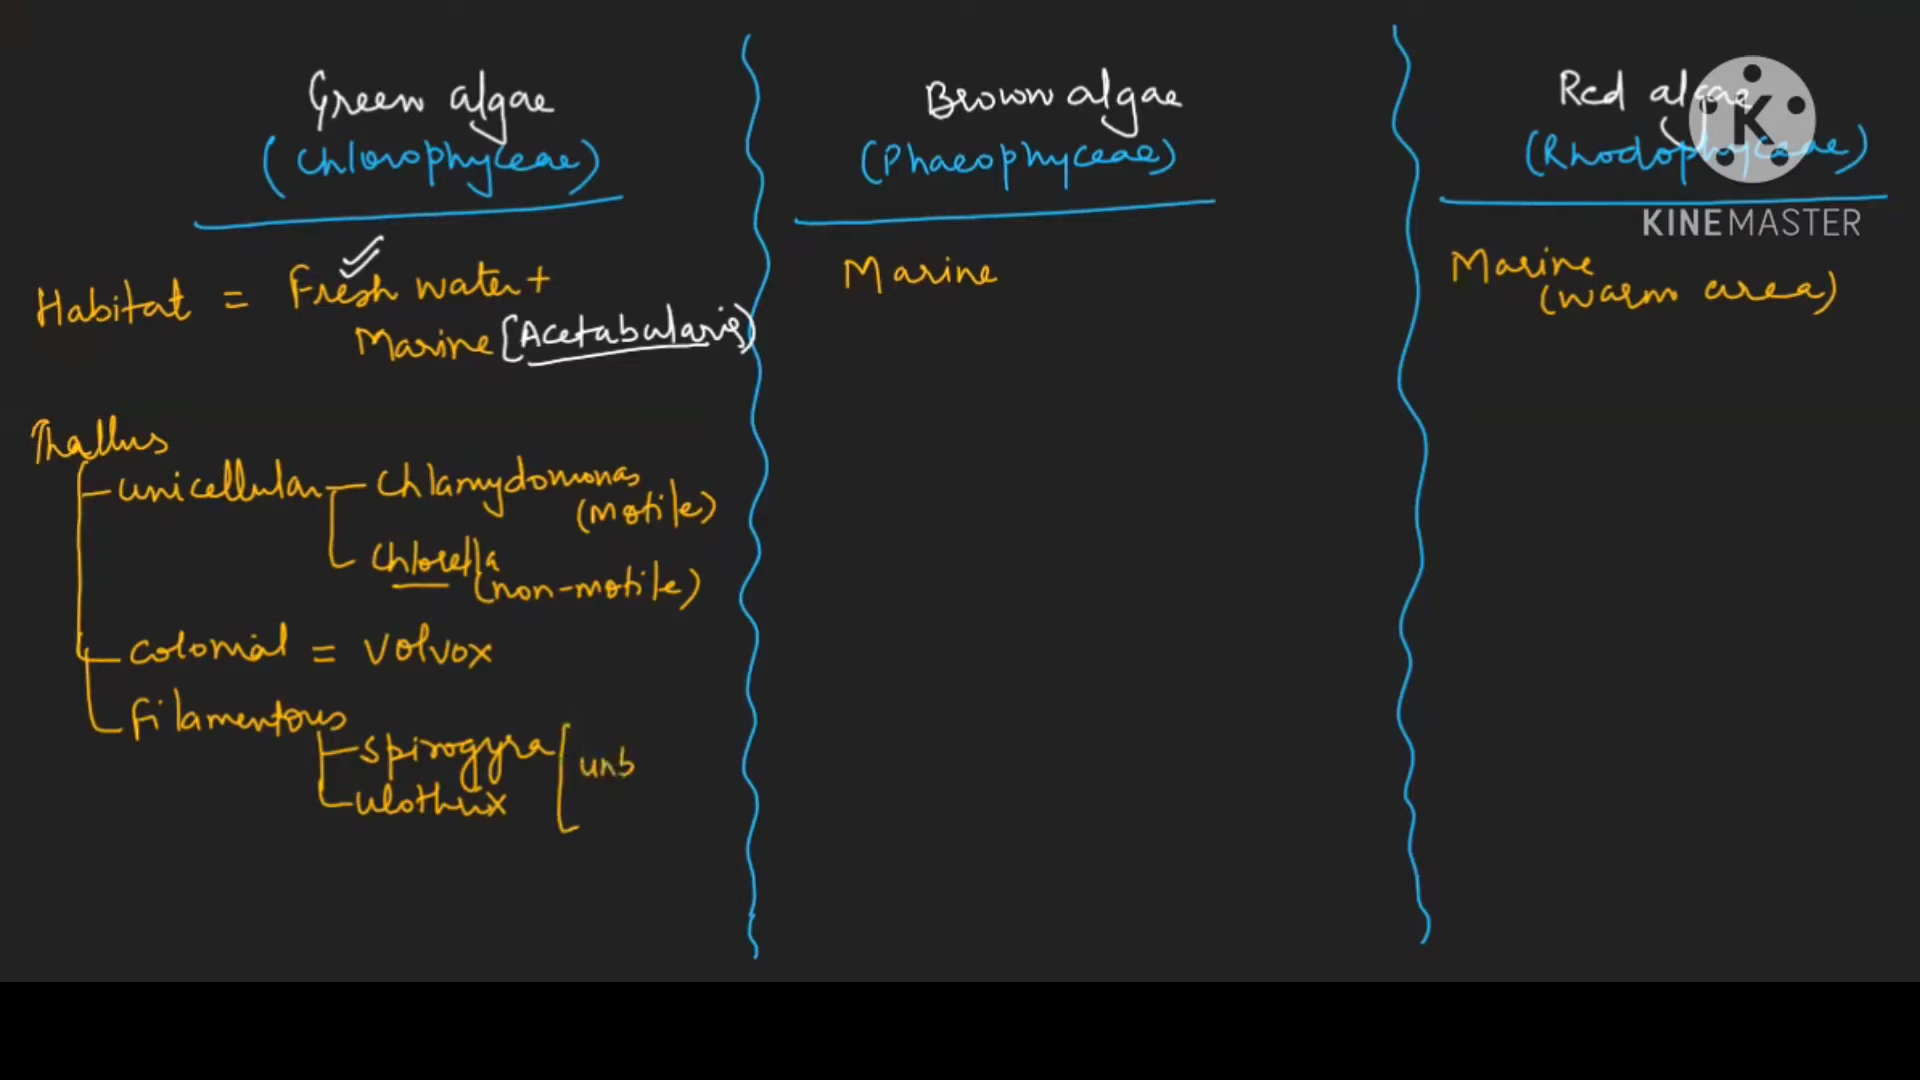 Green algae
(Chlorophyceae)
Habitat = Fresh water +
Marine [Acetabularia)
Thallus
unicellular
Chlamydomonas
(motile)
Chlorella
(non-motile)
colonial = volvox
filamentous
spirogyra
ulothrix
unb
Brown algae
(Phaeophyceae)
Marine
Red algae
(Rhodophyceae)
KINEMASTER
Marine
(warm area)